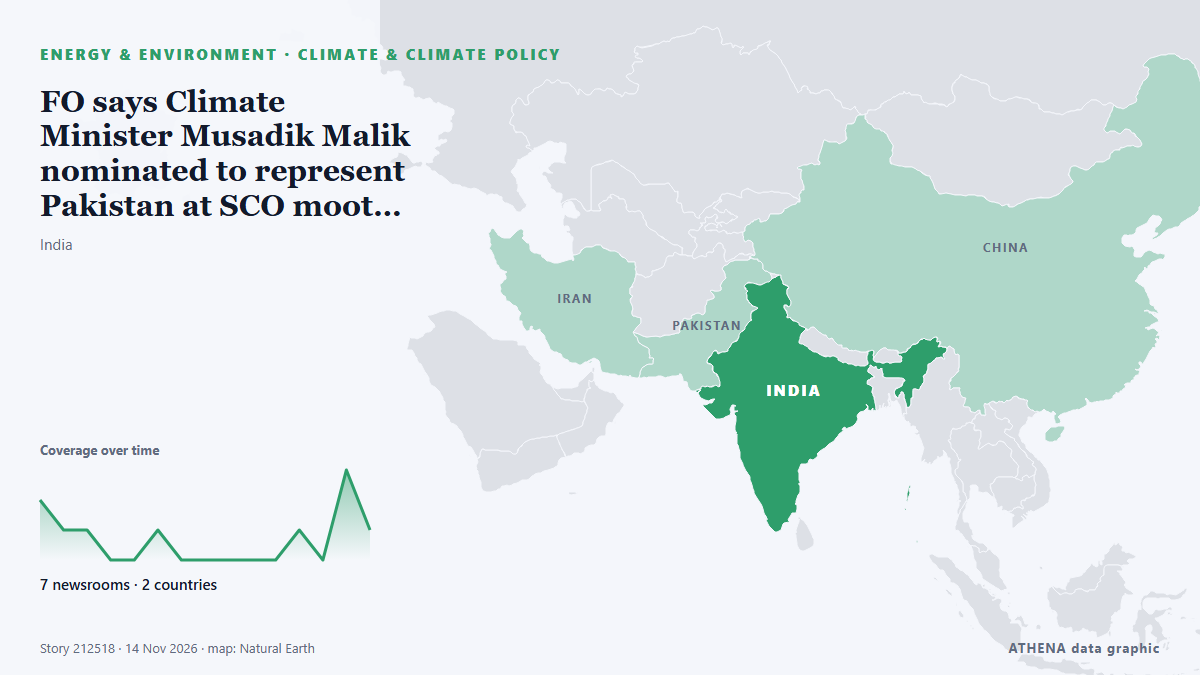 ENERGY & ENVIRONMENT · CLIMATE & CLIMATE POLICY
FO says Climate
Minister Musadik Malik
nominated to represent
Pakistan at SCO moot...
India
CHINA
IRAN
PAKISTAN
INDIA
Coverage over time
7 newsrooms · 2 countries
Story 212518 · 14 Nov 2026 · map: Natural Earth
ATHENA data graphic